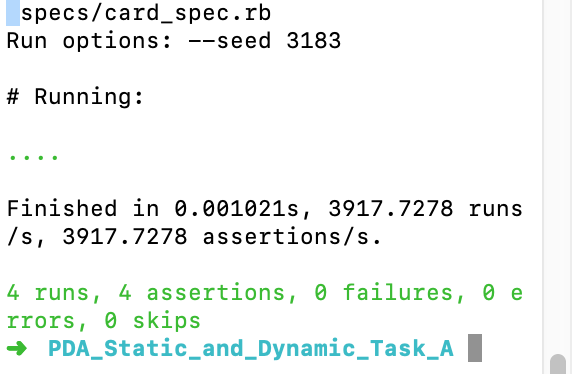 specs/card_spec.rb
Run options: --seed 3183
# Running:
....
Finished in 0.001021s, 3917.7278 runs
/s, 3917.7278 assertions/s.
4 runs, 4 assertions, 0 failures, 0 e
rrors, 0 skips
➜ PDA_Static_and_Dynamic_Task_A